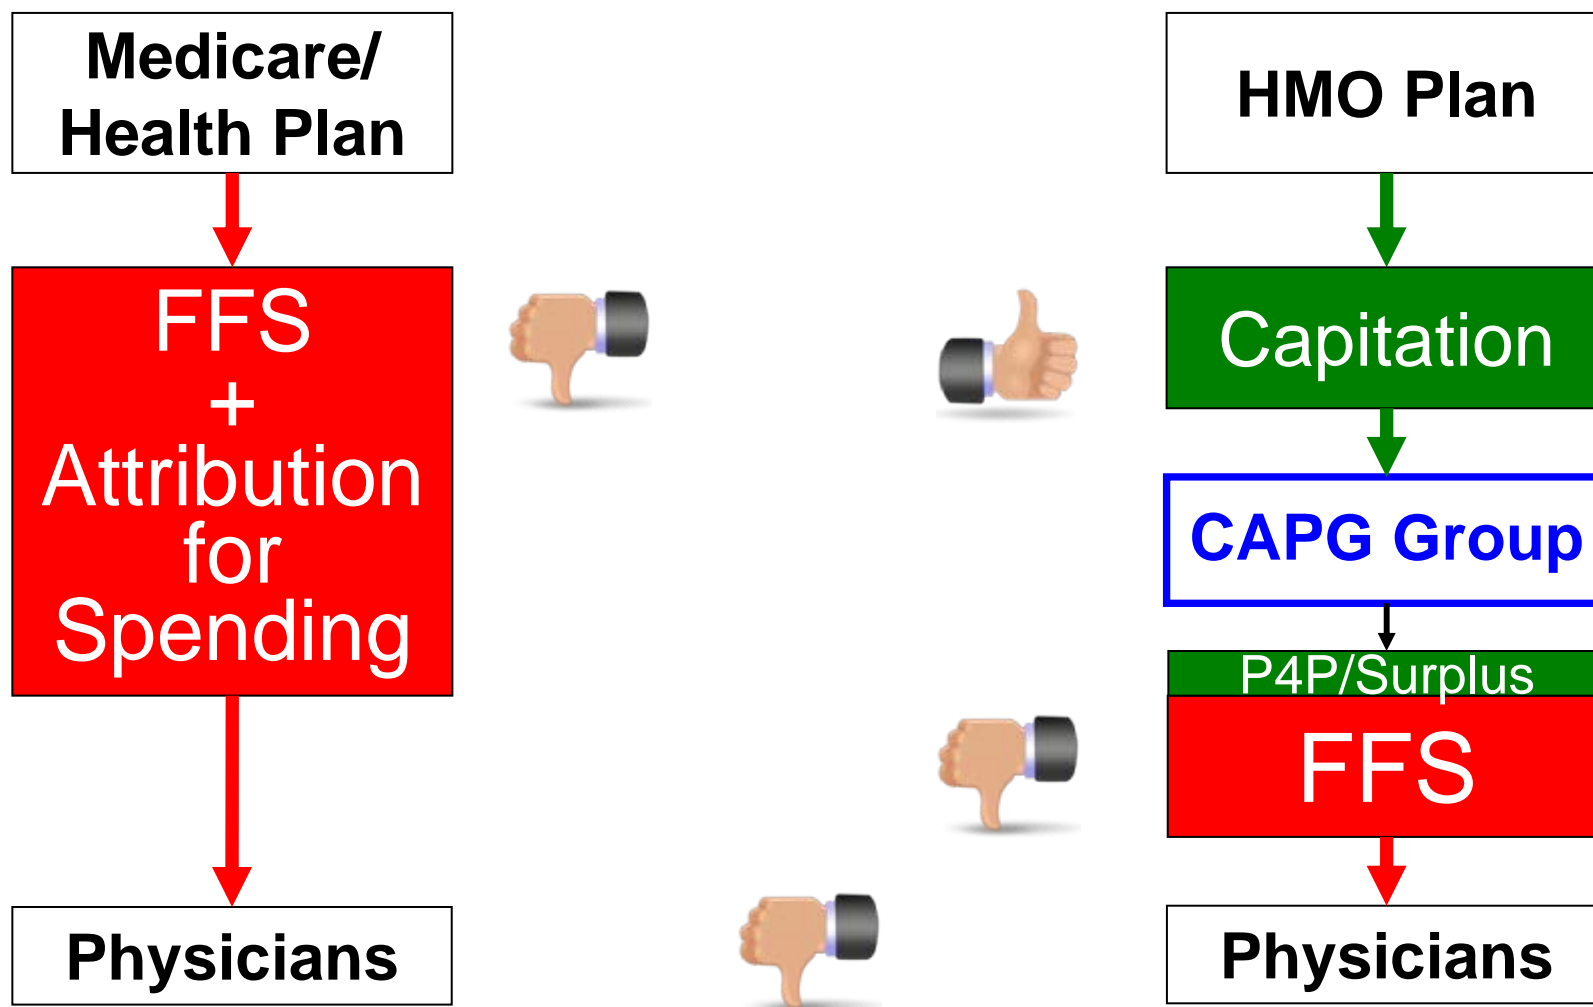 Medicare/
Health Plan
FFS
+
Attribution
for
Spending
Physicians
HMO Plan
Capitation
CAPG Group
P4P/Surplus
FFS
Physicians